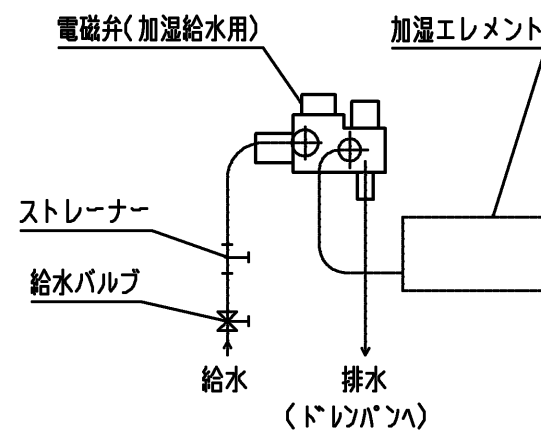 電磁弁(加湿給水用)
加湿エレメント
ストレーナー
給水バルブ
給水
排水
(ドレンパンへ)